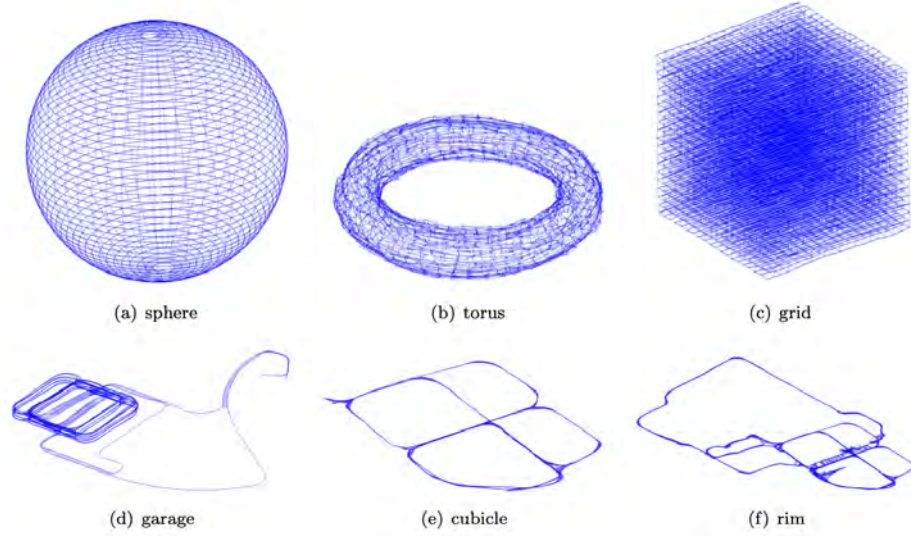 (a) sphere
(b) torus
(c) grid
(d) garage
(e) cubicle
(f) rim